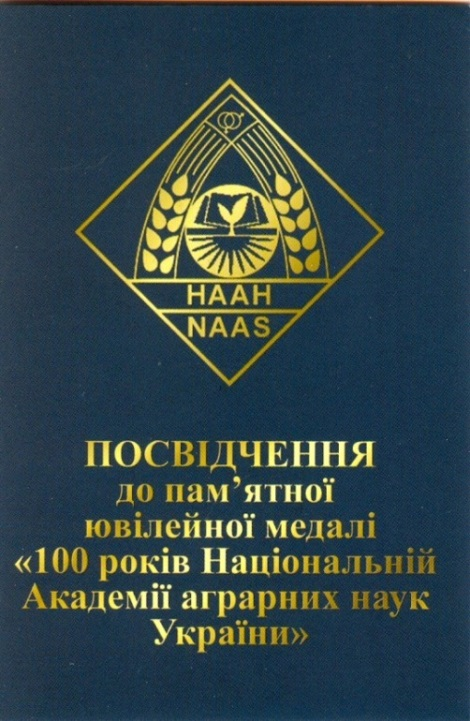 НААН
NAAS
ПОСВІДЧЕННЯ
до пам’ятної
ювілейної медалі
«100 років Національній
Академії аграрних наук
України»